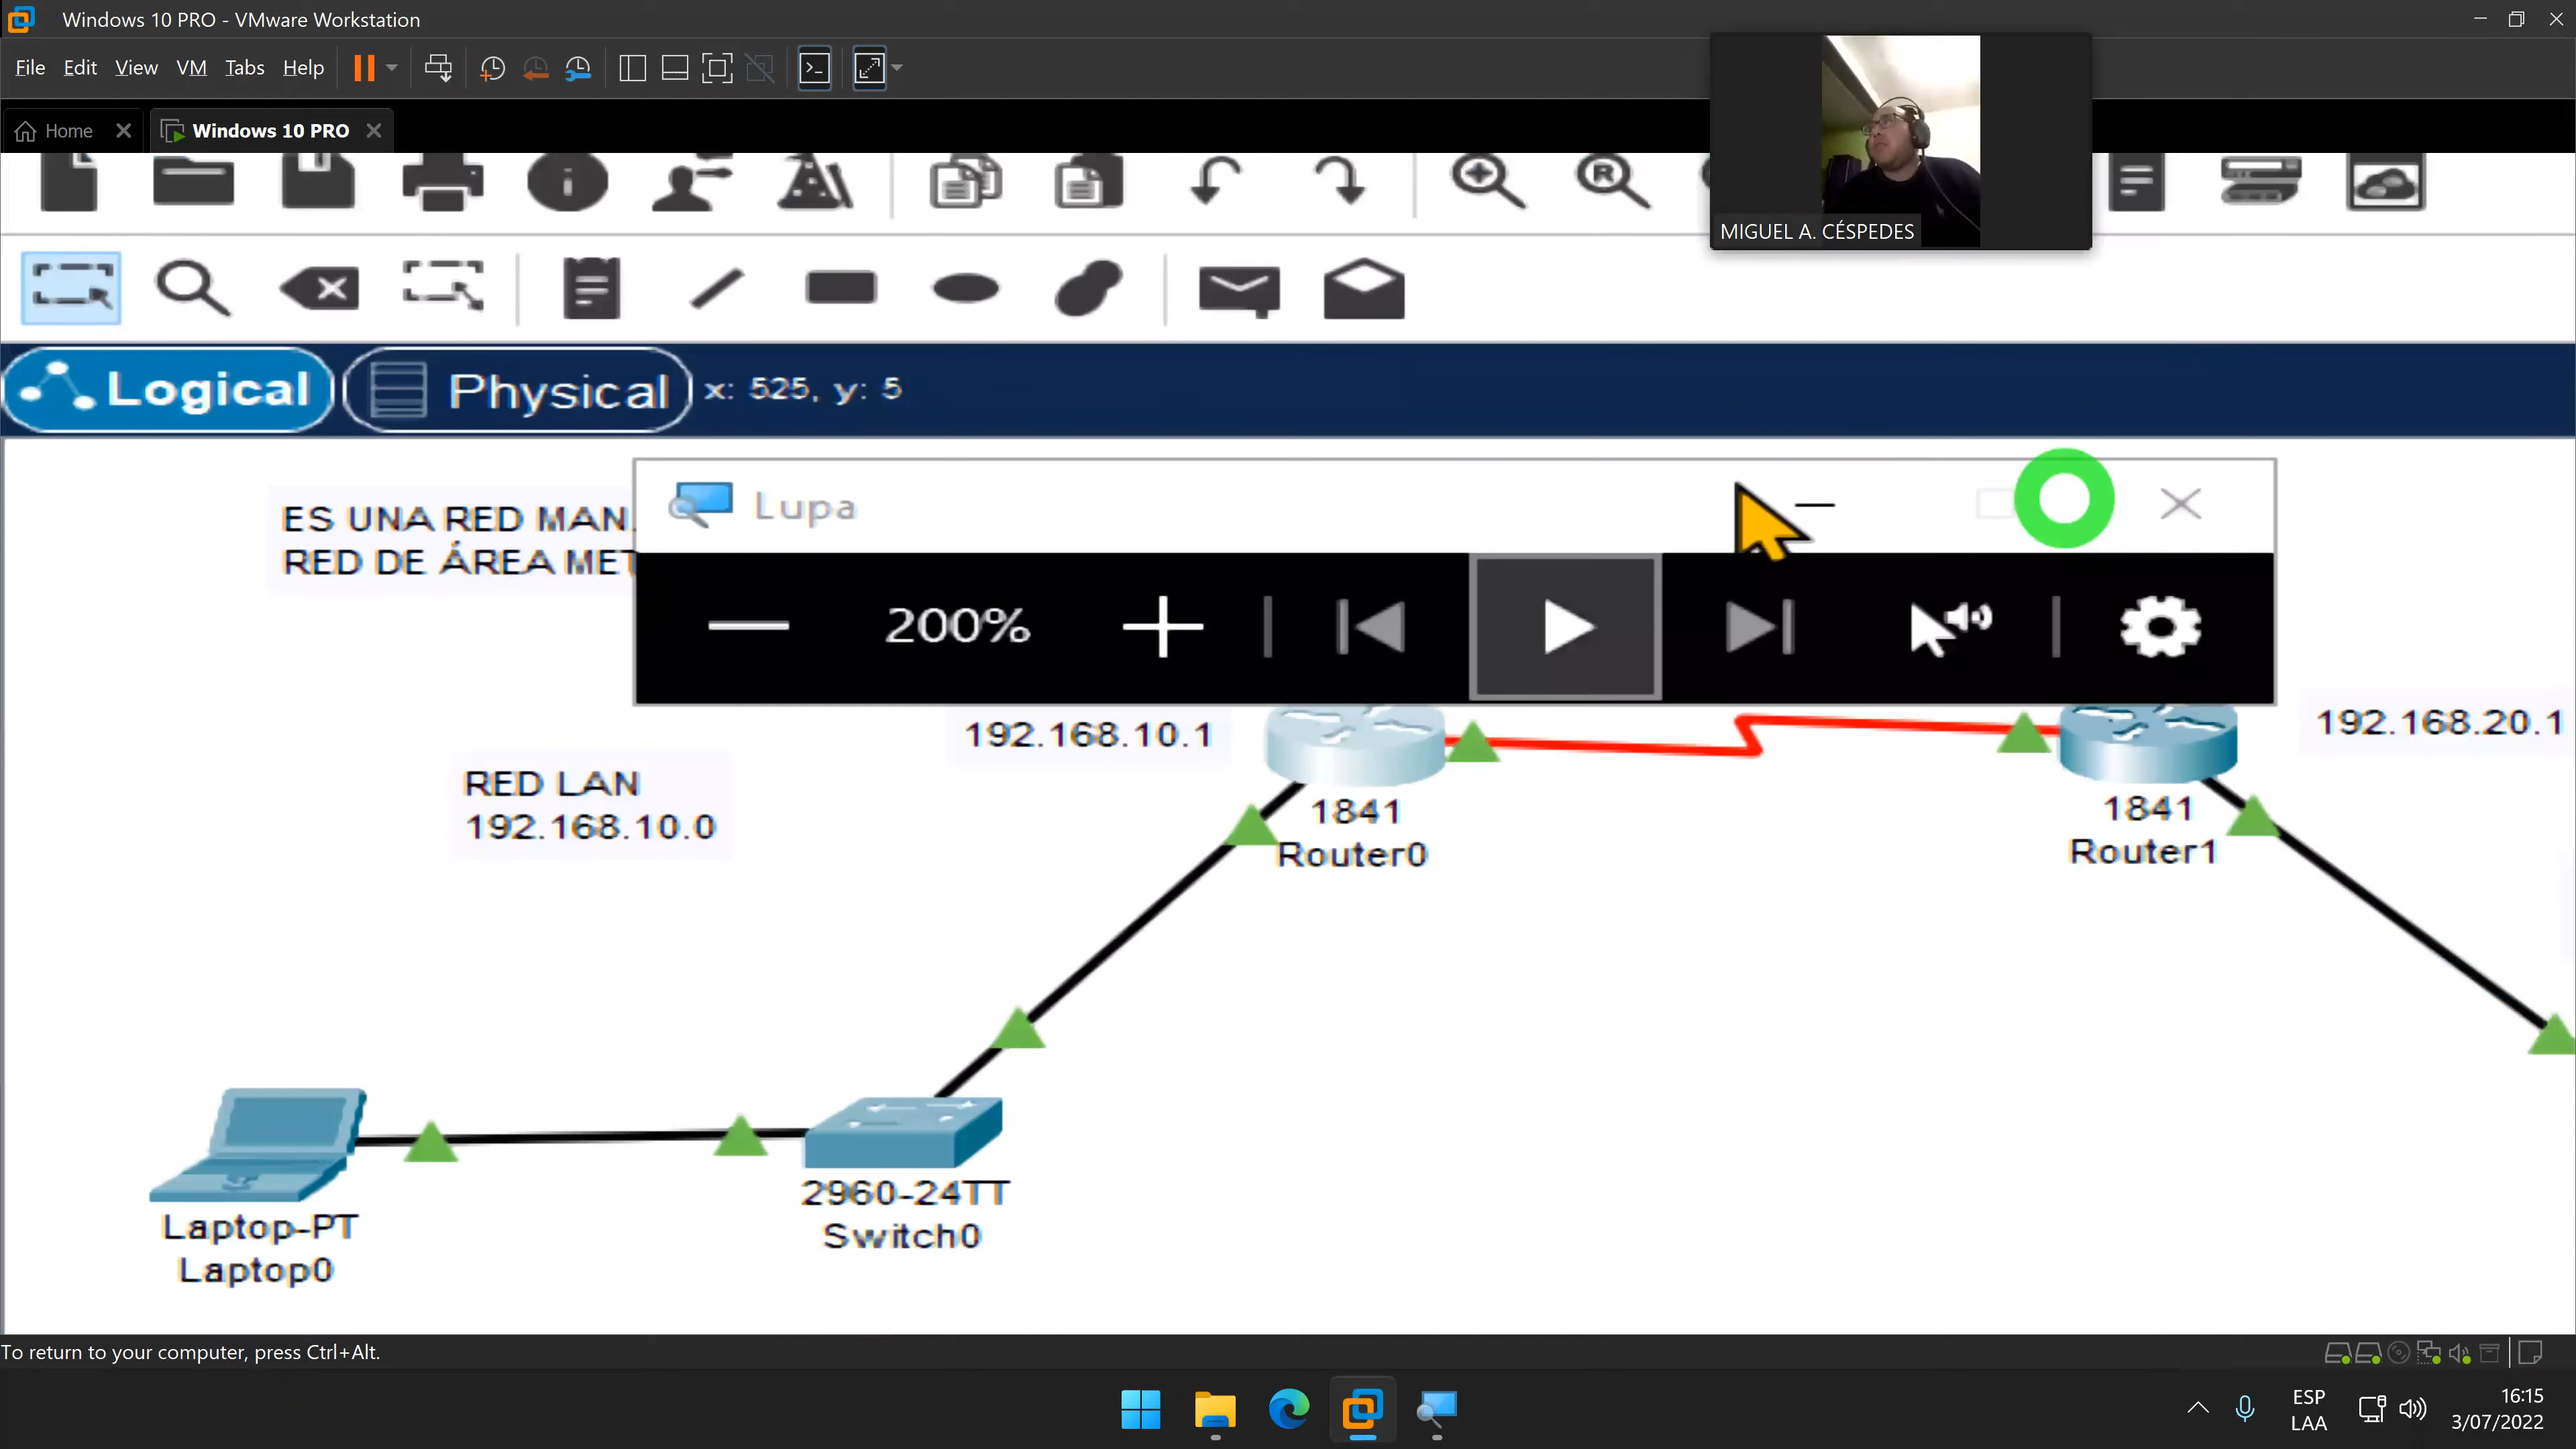 Windows 10 PRO - VMware Workstation
File Edit View VM Tabs Help
Home
Windows 10 PRO
MIGUEL A. CÉSPEDES
Logical
Physical
x: 525, y: 5
ES UNA RED MAN.
RED DE ÁREA MET
Lupa
200%
192.168.10.1
192.168.20.1
RED LAN
192.168.10.0
1841
Router0
1841
Router1
2960-24TT
Switch0
Laptop-PT
Laptop0
To return to your computer, press Ctrl+Alt.
ESP
LAA
16:15
3/07/2022